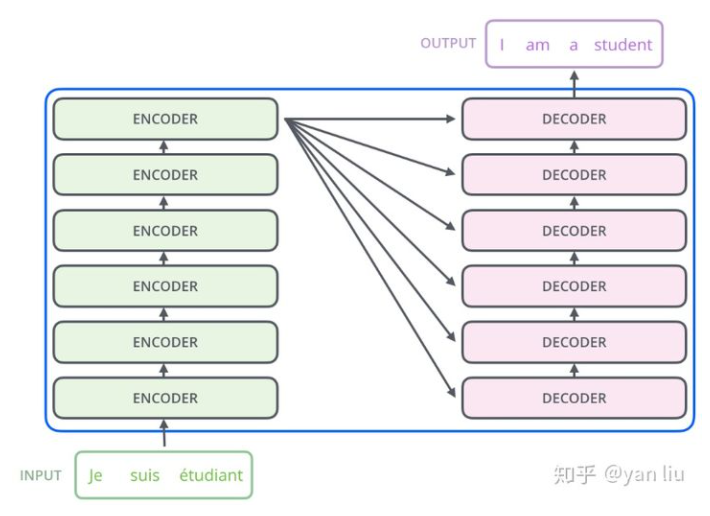 OUTPUT I am a student
ENCODER DECODER
ENCODER DECODER
ENCODER DECODER
ENCODER DECODER
ENCODER DECODER
ENCODER DECODER
INPUT Je suis étudiant
知乎 @yan liu